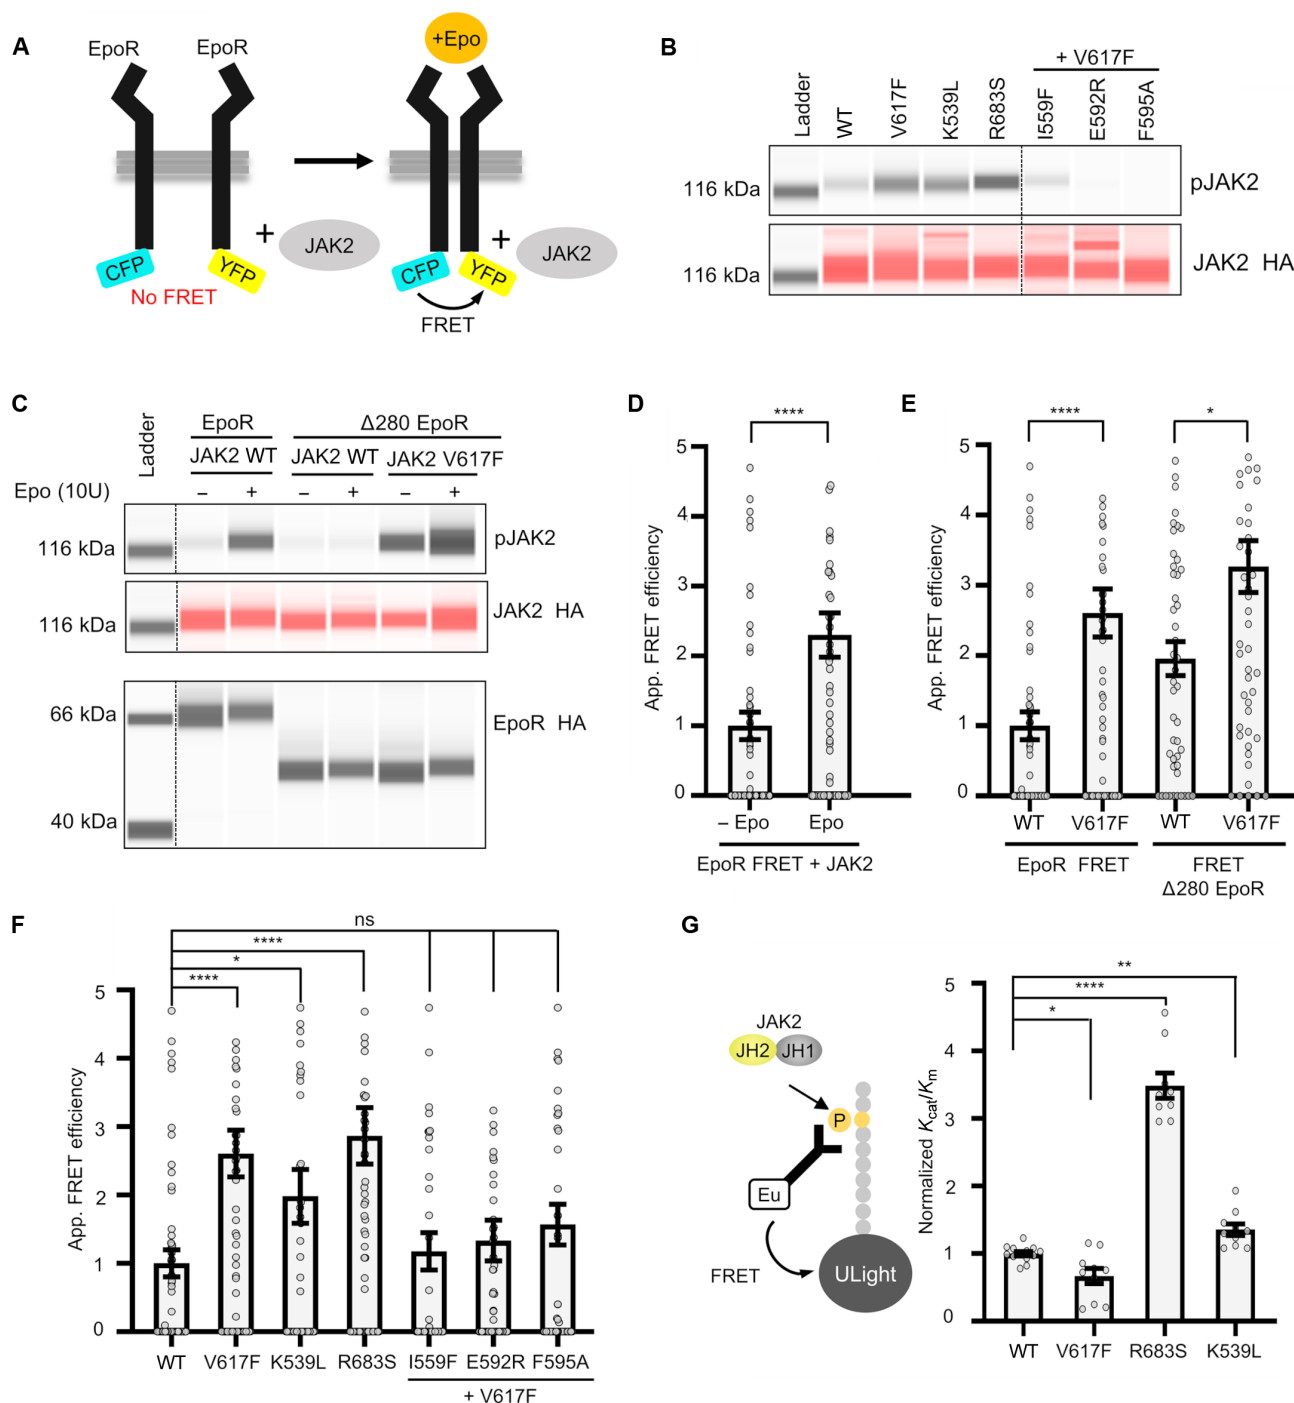 A
EpoR
EpoR
+Epo
+
JAK2
+
JAK2
CFP
YFP
No FRET
CFP
YFP
FRET
B
+ V617F
Ladder
WT
V617F
K539L
R683S
I559F
E592R
F595A
116 kDa
pJAK2
116 kDa
JAK2 HA
C
Ladder
EpoR
Δ280 EpoR
JAK2 WT
JAK2 WT
JAK2 V617F
Epo (10U)
– + – + – +
116 kDa
pJAK2
116 kDa
JAK2 HA
66 kDa
EpoR HA
40 kDa
D
****
App. FRET efficiency
5
4
3
2
1
0
– Epo
Epo
EpoR FRET + JAK2
E
****
*
App. FRET efficiency
5
4
3
2
1
0
WT
V617F
WT
V617F
EpoR FRET
FRET
Δ280 EpoR
F
ns
****
*
****
App. FRET efficiency
5
4
3
2
1
0
WT
V617F
K539L
R683S
I559F
E592R
F595A
+ V617F
G
JAK2
JH2
JH1
P
Eu
FRET
ULight
**
****
*
Normalized Kcat/Km
5
4
3
2
1
0
WT
V617F
R683S
K539L